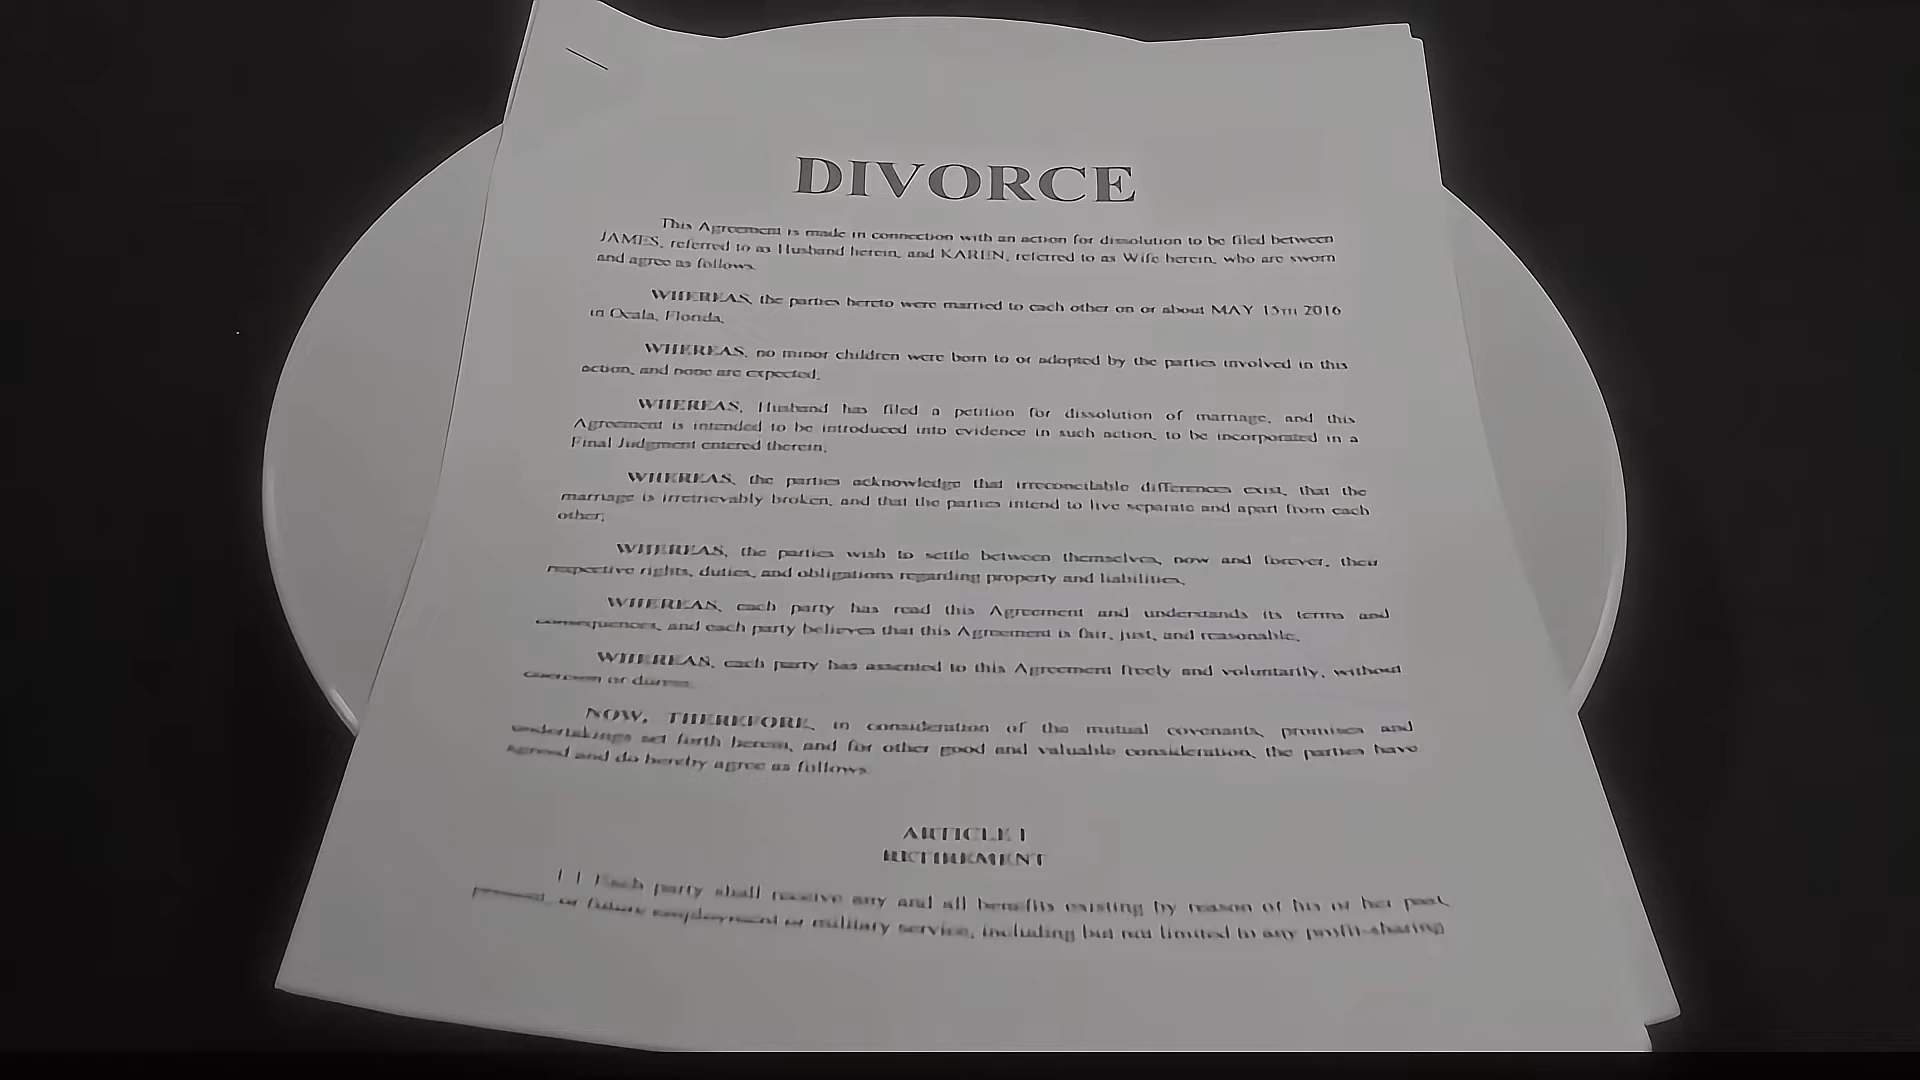 DIVORCE
This Agreement is made in connection with an action for dissolution to be filed between
JAMES, referred to as Husband herein, and KAREN, referred to as Wife herein, who are sworn
and agree as follows
WHEREAS, the parties hereto were married to each other on or about MAY 15TH 2016
in Ocala, Florida,
WHEREAS, no minor children were born to or adopted by the parties involved in this
action, and none are expected,
WHEREAS, Husband has filed a petition for dissolution of marriage, and this
Agreement is intended to be introduced into evidence in such action, to be incorporated in a
Final Judgment entered therein,
WHEREAS, the parties acknowledge that irreconcilable differences exist, that the
marriage is irretrievably broken, and that the parties intend to live separate and apart from each
other;
WHEREAS, the parties wish to settle between themselves, now and forever, their
respective rights, duties, and obligations regarding property and liabilities,
WHEREAS, each party has read this Agreement and understands its terms and
consequences, and each party believes that this Agreement is fair, just, and reasonable,
WHEREAS, each party has assented to this Agreement freely and voluntarily, without
coercion or duress
NOW, THEREFORE, in consideration of the mutual covenants, promises and
undertakings set forth herein, and for other good and valuable consideration, the parties have
agreed and do hereby agree as follows
ARTICLE I
RETIREMENT
Each party shall receive any and all benefits existing by reason of his or her past,
present, or future employment or military service, including but not limited to any profit-sharing